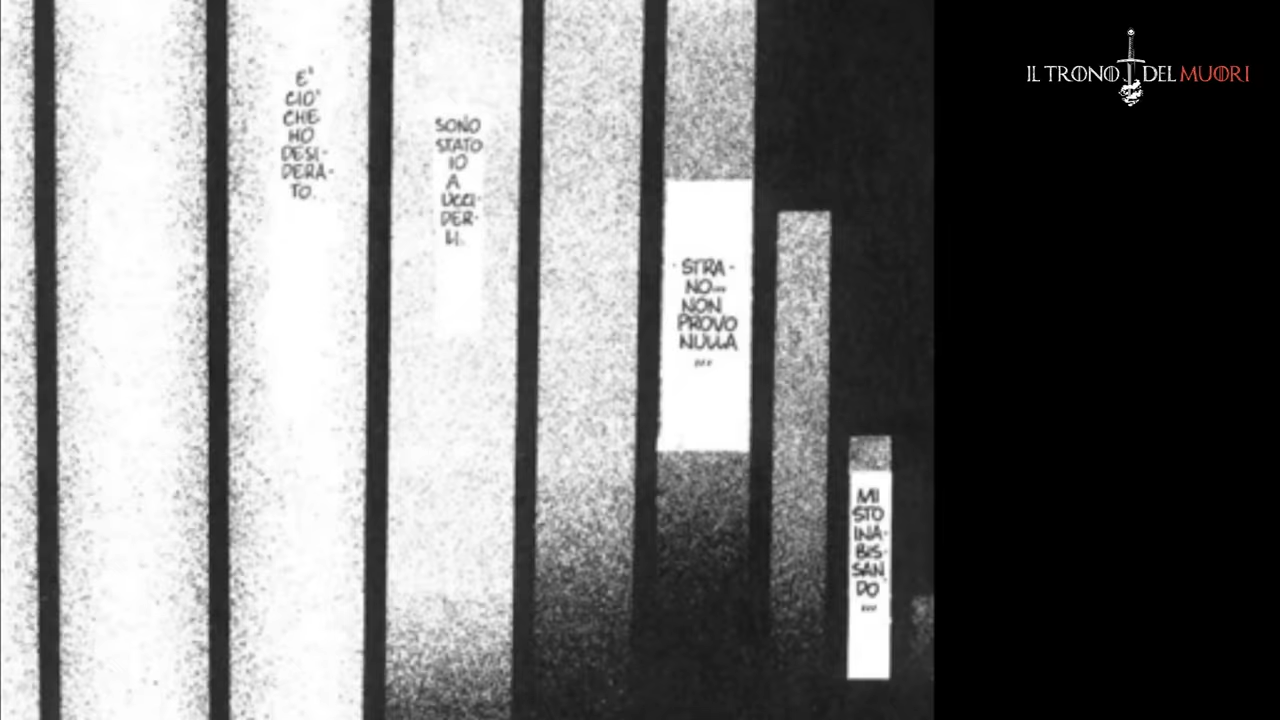 E'
CIO'
CHE
HO
DESI-
DERA-
TO.
SONO
STATO
IO
A
UCCI-
DER-
LI.
STRA-
NO...
NON
PROVO
NULLA
...
MI
STO
INA-
BIS-
SAN
DO
...
IL TRONO DEL MUORI